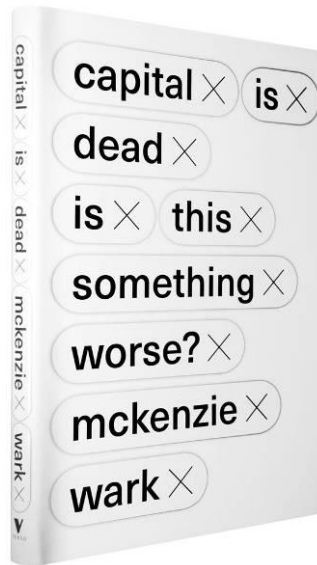 capital × is ×
dead ×
is × this ×
something ×
worse? ×
mckenzie ×
wark ×
capital × is × dead × mckenzie × wark ×